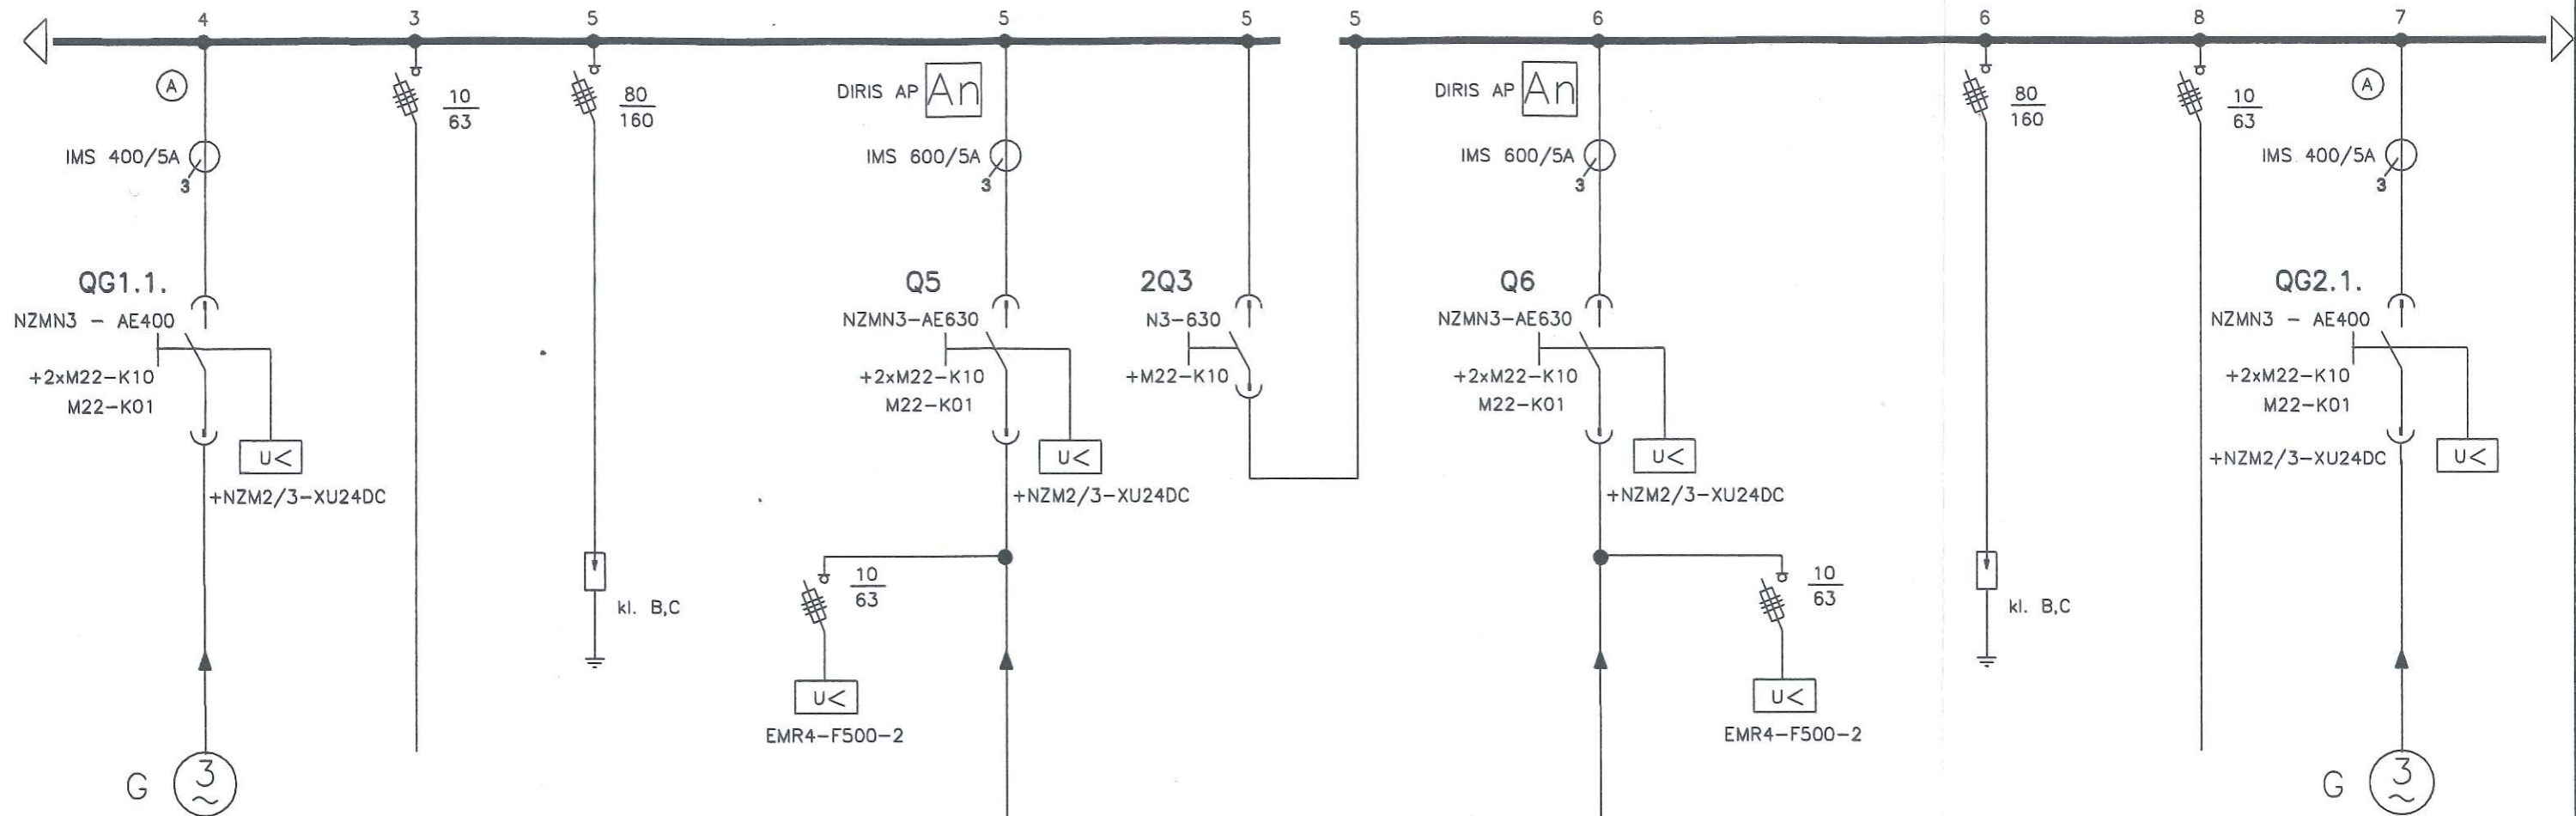 4 3 5 5 5 5 6 6 8 7
A
10
63
80
160
DIRIS AP An
DIRIS AP An
80
160
10
63
A
IMS 400/5A
3
IMS 600/5A
3
IMS 600/5A
3
IMS 400/5A
3
QG1.1.
NZMN3 - AE400
+2xM22-K10
M22-K01
U<
+NZM2/3-XU24DC
Q5
NZMN3-AE630
+2xM22-K10
M22-K01
U<
+NZM2/3-XU24DC
2Q3
N3-630
+M22-K10
Q6
NZMN3-AE630
+2xM22-K10
M22-K01
U<
+NZM2/3-XU24DC
QG2.1.
NZMN3 - AE400
+2xM22-K10
M22-K01
+NZM2/3-XU24DC
U<
kl. B,C
10
63
U<
EMR4-F500-2
10
63
U<
EMR4-F500-2
kl. B,C
G 3
~
G 3
~